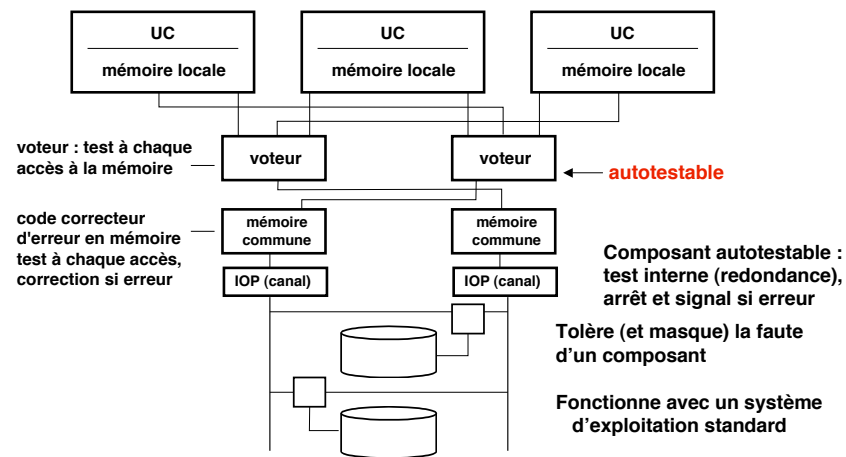 UC
mémoire locale
UC
mémoire locale
UC
mémoire locale
voteur : test à chaque
accès à la mémoire
voteur
voteur
autotestable
code correcteur
d'erreur en mémoire
test à chaque accès,
correction si erreur
mémoire
commune
mémoire
commune
IOP (canal)
IOP (canal)
Composant autotestable :
test interne (redondance),
arrêt et signal si erreur
Tolère (et masque) la faute
d'un composant
Fonctionne avec un système
d'exploitation standard